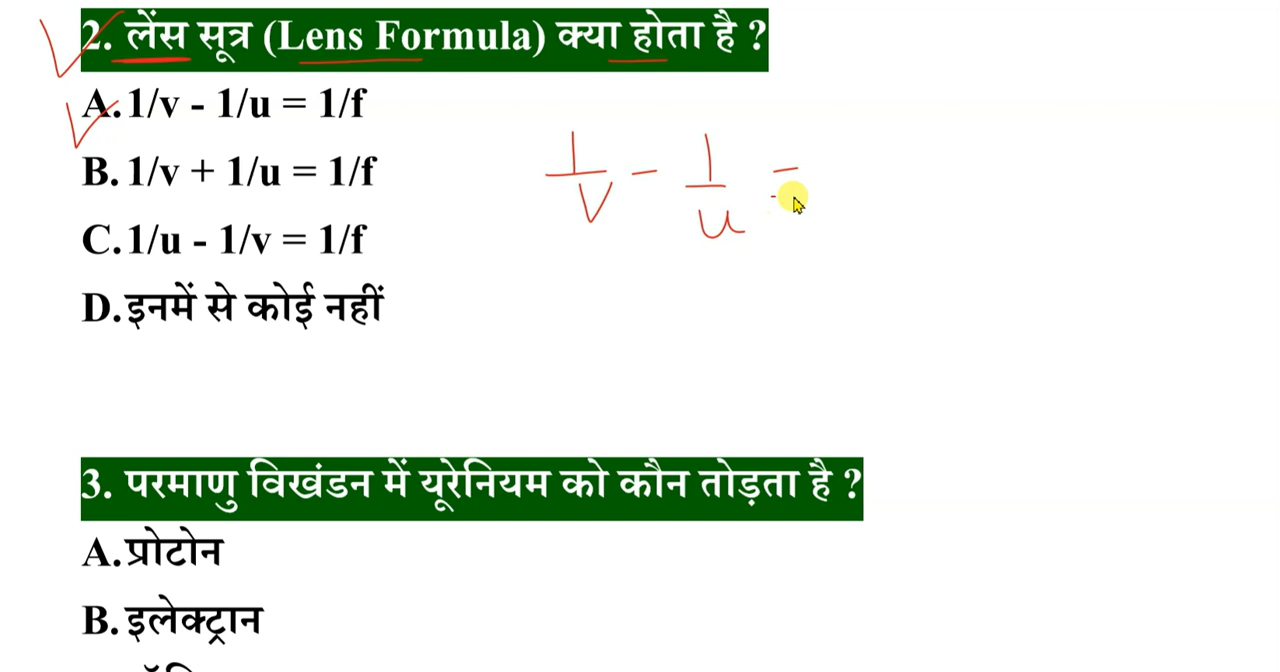 2. लेंस सूत्र (Lens Formula) क्या होता है ?
A. 1/v - 1/u = 1/f
B. 1/v + 1/u = 1/f
C. 1/u - 1/v = 1/f
D. इनमें से कोई नहीं
1/v - 1/u =
3. परमाणु विखंडन में यूरेनियम को कौन तोड़ता है ?
A. प्रोटोन
B. इलेक्ट्रान